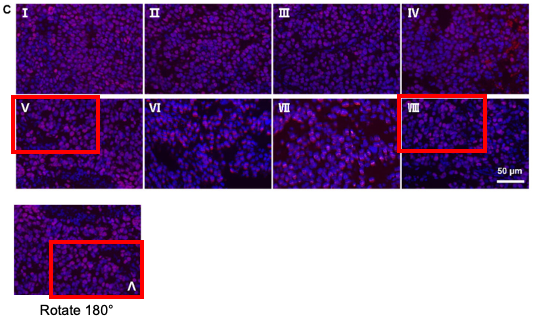 C
I II III IV
V VI VII VIII
50 μm
V
Rotate 180°